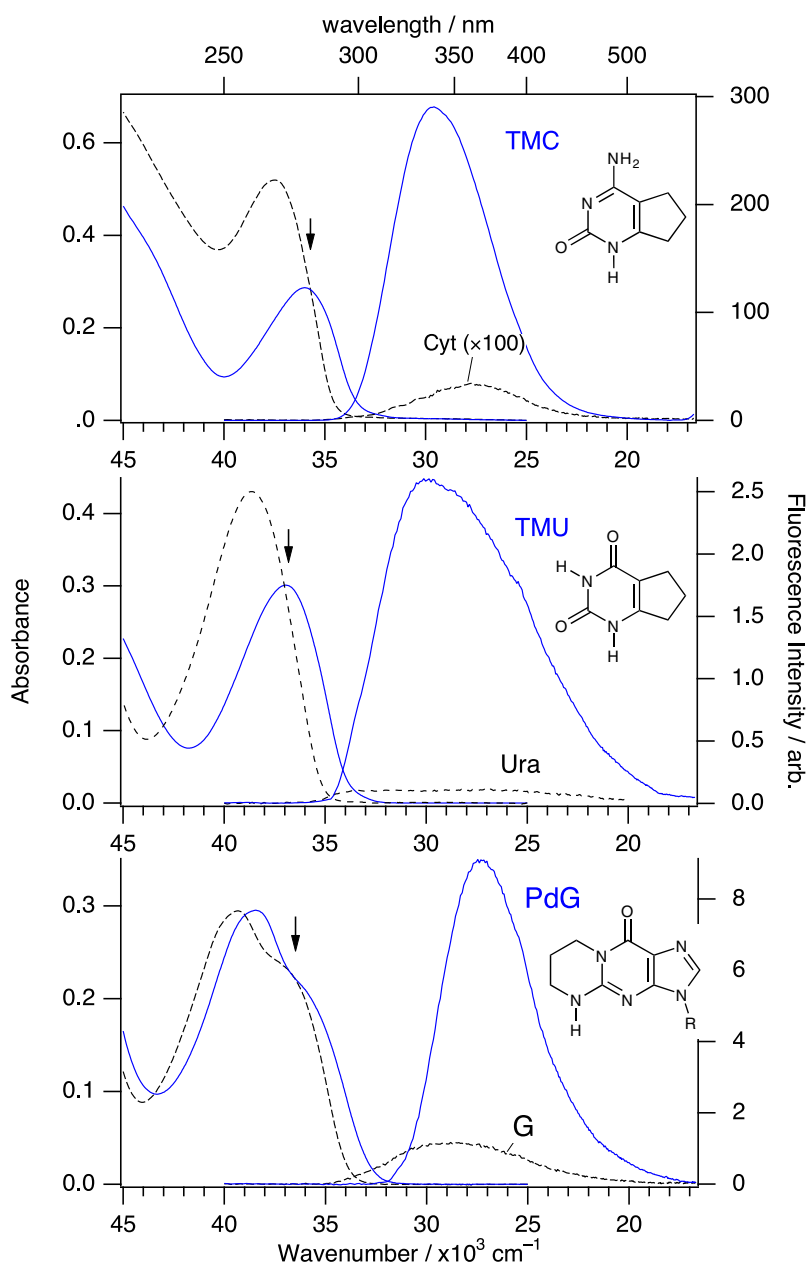 wavelength / nm
250 300 350 400 500
0.6
0.4
0.2
.0
300
200
100
0
TMC
NH2
N
O
N
H
Cyt (×100)
45 40 35 30 25 20
0.4
0.3
0.2
0.1
0.0
2.5
2.0
1.5
1.0
0.5
0.0
TMU
O
H
N
O
N
H
Ura
Absorbance
Fluorescence Intensity / arb.
45 40 35 30 25 20
0.3
0.2
0.1
0.0
8
6
4
2
0
PdG
O
N
N
N
N
N
H
R
G
45 40 35 30 25 20
Wavenumber / x10³ cm⁻¹